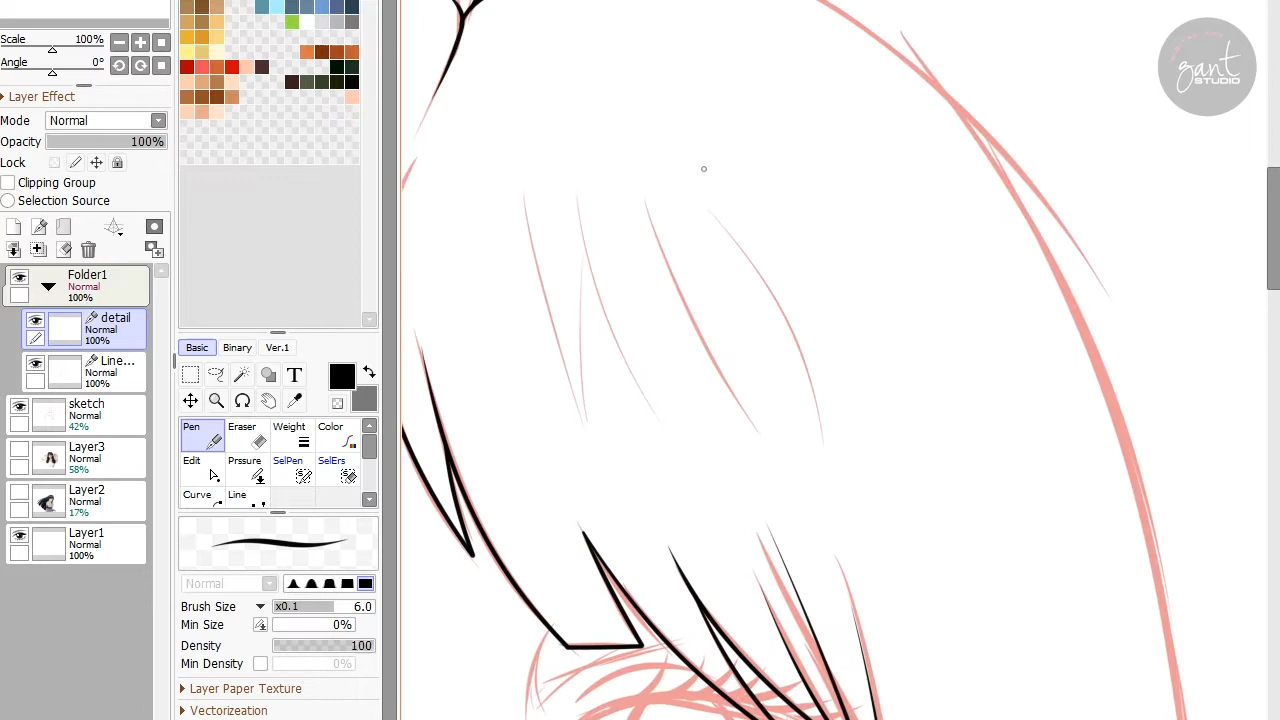 Scale 100%
Angle 0°
Layer Effect
Mode Normal
Opacity 100%
Lock
Clipping Group
Selection Source
Folder1
Normal
100%
detail
Normal
100%
Line...
Normal
100%
sketch
Normal
42%
Layer3
Normal
58%
Layer2
Normal
17%
Layer1
Normal
100%
Basic Binary Ver.1
T
Pen Eraser Weight Color
Edit Prssure SelPen SelErs
Curve Line
Normal
Brush Size x0.1 6.0
Min Size 0%
Density 100
Min Density 0%
Layer Paper Texture
Vectorizeation
gant
STUDIO